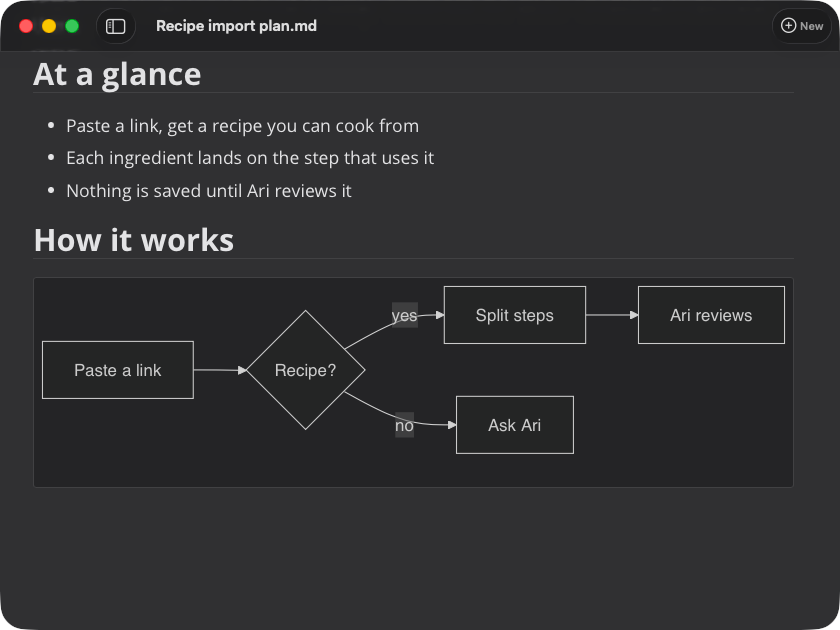 Recipe import plan.md
New
At a glance
Paste a link, get a recipe you can cook from
Each ingredient lands on the step that uses it
Nothing is saved until Ari reviews it
How it works
Paste a link
Recipe?
yes
Split steps
Ari reviews
no
Ask Ari